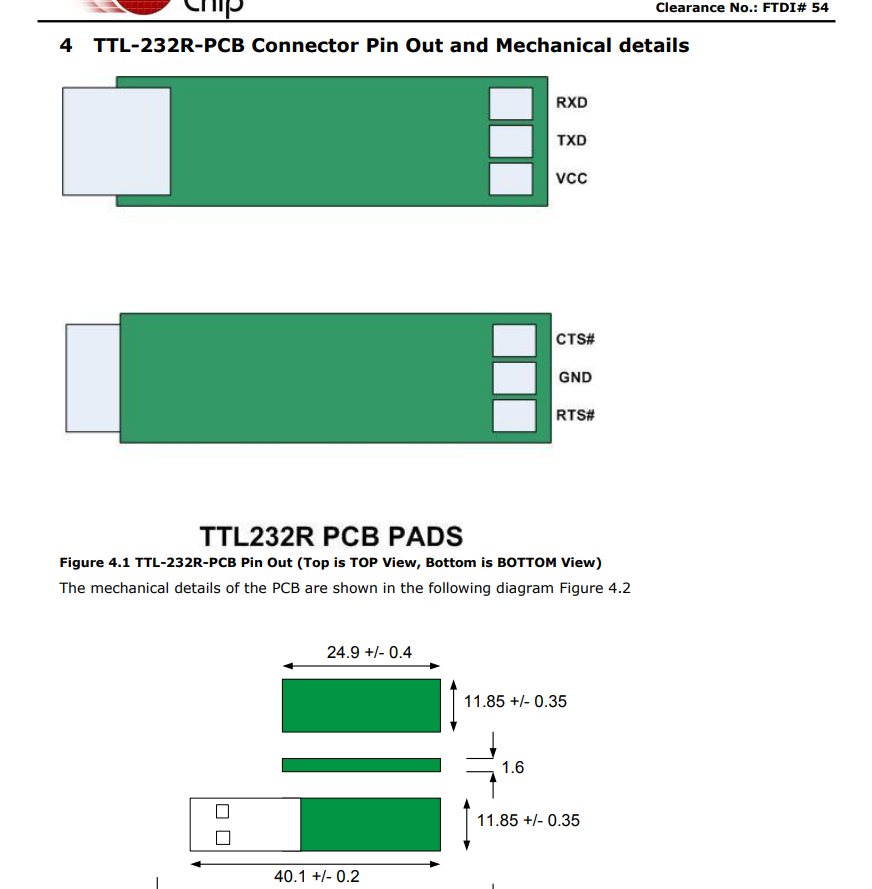 Chip
Clearance No.: FTDI# 54
4 TTL-232R-PCB Connector Pin Out and Mechanical details
RXD
TXD
VCC
CTS#
GND
RTS#
TTL232R PCB PADS
Figure 4.1 TTL-232R-PCB Pin Out (Top is TOP View, Bottom is BOTTOM View)
The mechanical details of the PCB are shown in the following diagram Figure 4.2
24.9 +/- 0.4
11.85 +/- 0.35
1.6
11.85 +/- 0.35
40.1 +/- 0.2